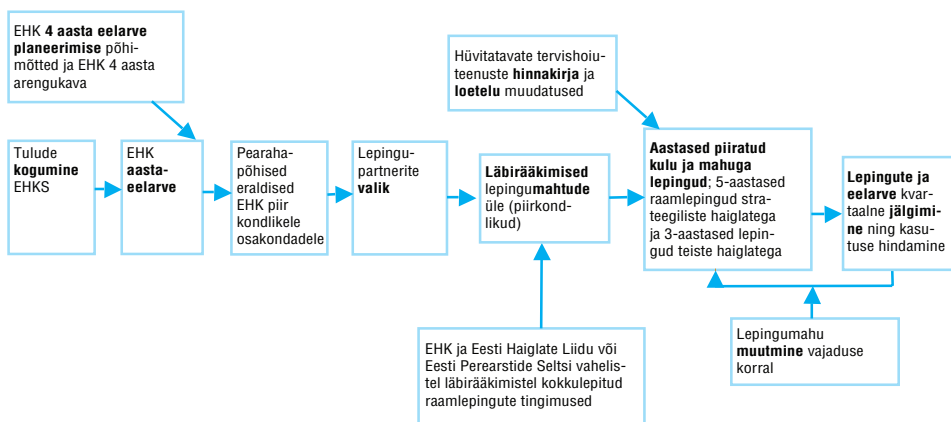 EHK 4 aasta eelarve
planeerimise põhi-
mõtted ja EHK 4 aasta
arengukava
Hüvitatavate tervishoiu-
teenuste hinnakirja ja
loetelu muudatused
Tulude
kogumine
EHKS
EHK
aasta-
eelarve
Pearaha-
põhised
eraldised
EHK piir
kondlikele
osakondadele
Lepingu-
partnerite
valik
Läbirääkimised
lepingumahtude
üle (piirkond-
likud)
Aastased piiratud
kulu ja mahuga
lepingud; 5-aastased
raamlepingud stra-
teegiliste haiglatega
ja 3-aastased lepin-
gud teiste haiglatega
Lepingute ja
eelarve kvar-
taalne jälgimi-
ne ning kasu-
tuse hindamine
EHK ja Eesti Haiglate Liidu või
Eesti Perearstide Seltsi vahelis-
tel läbirääkimistel kokkulepitud
raamlepingute tingimused
Lepingumahu
muutmine vajaduse
korral